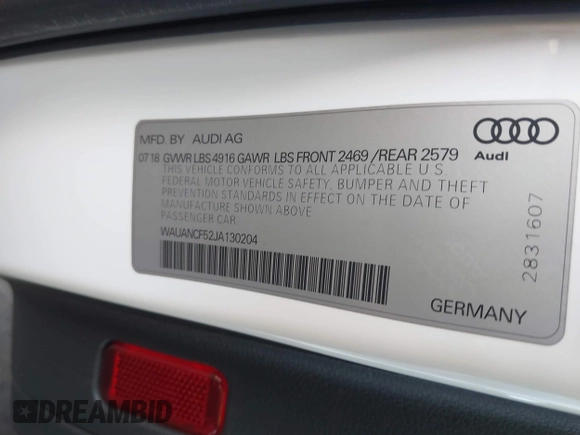 MFD. BY AUDI AG
07 18 GVWR LBS 4916 GAWR LBS FRONT 2469 /REAR 2579
THIS VEHICLE CONFORMS TO ALL APPLICABLE U S
FEDERAL MOTOR VEHICLE SAFETY, BUMPER AND THEFT
PREVENTION STANDARDS IN EFFECT ON THE DATE OF
MANUFACTURE SHOWN ABOVE
PASSENGER CAR
WAUANCF52JA130204
Audi
2831607
GERMANY
DREAMBID